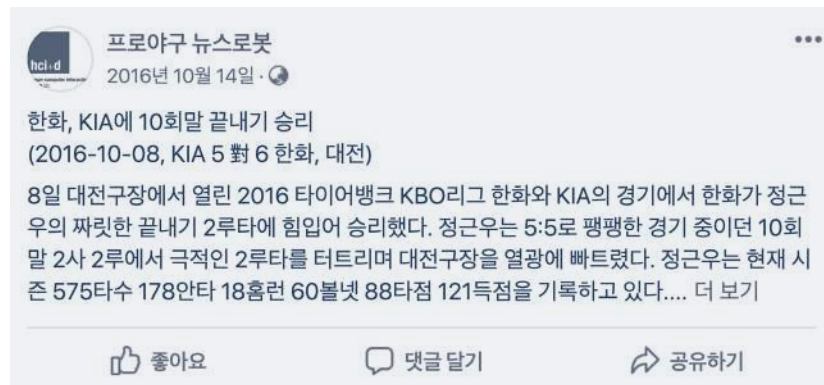 hci+d
프로야구 뉴스로봇
2016년 10월 14일 ·
한화, KIA에 10회말 끝내기 승리
(2016-10-08, KIA 5 對 6 한화, 대전)
8일 대전구장에서 열린 2016 타이어뱅크 KBO리그 한화와 KIA의 경기에서 한화가 정근
우의 짜릿한 끝내기 2루타에 힘입어 승리했다. 정근우는 5:5로 팽팽한 경기 중이던 10회
말 2사 2루에서 극적인 2루타를 터트리며 대전구장을 열광에 빠트렸다. 정근우는 현재 시
즌 575타수 178안타 18홈런 60볼넷 88타점 121득점을 기록하고 있다.... 더 보기
좋아요 댓글 달기 공유하기